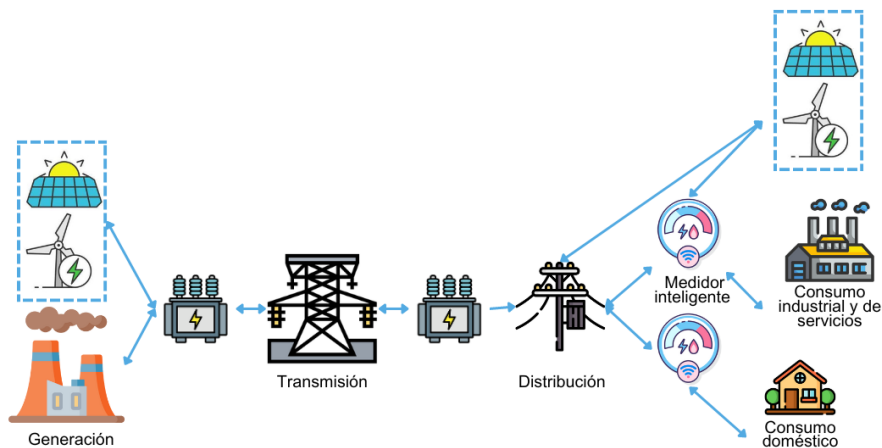 Generación
Transmisión
Distribución
Medidor
inteligente
Consumo
industrial y de
servicios
Consumo
doméstico